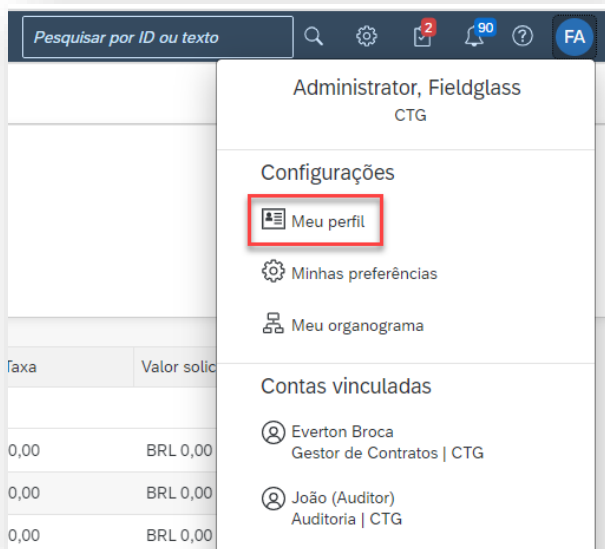 Pesquisar por ID ou texto
2
90
FA
Administrator, Fieldglass
CTG
Configurações
Meu perfil
Minhas preferências
Meu organograma
Taxa Valor solic
Contas vinculadas
Everton Broca
Gestor de Contratos | CTG
0,00 BRL 0,00
João (Auditor)
Auditoria | CTG
0,00 BRL 0,00
0,00 BRL 0,00